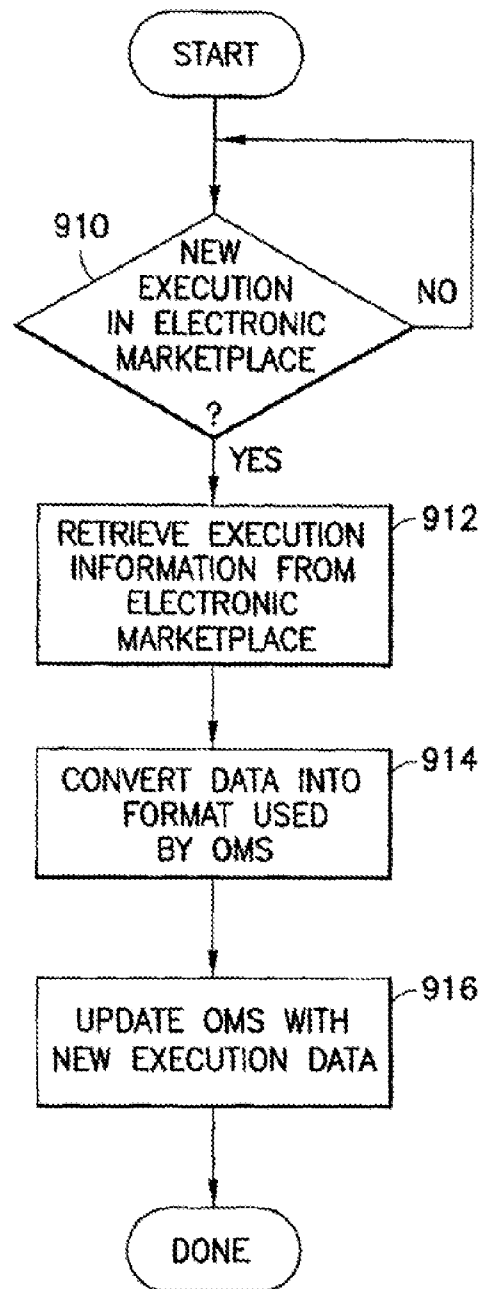 START
910
NEW
EXECUTION
IN ELECTRONIC
MARKETPLACE
?
NO
YES
RETRIEVE EXECUTION
INFORMATION FROM
ELECTRONIC
MARKETPLACE
912
CONVERT DATA INTO
FORMAT USED
BY OMS
914
UPDATE OMS WITH
NEW EXECUTION DATA
916
DONE